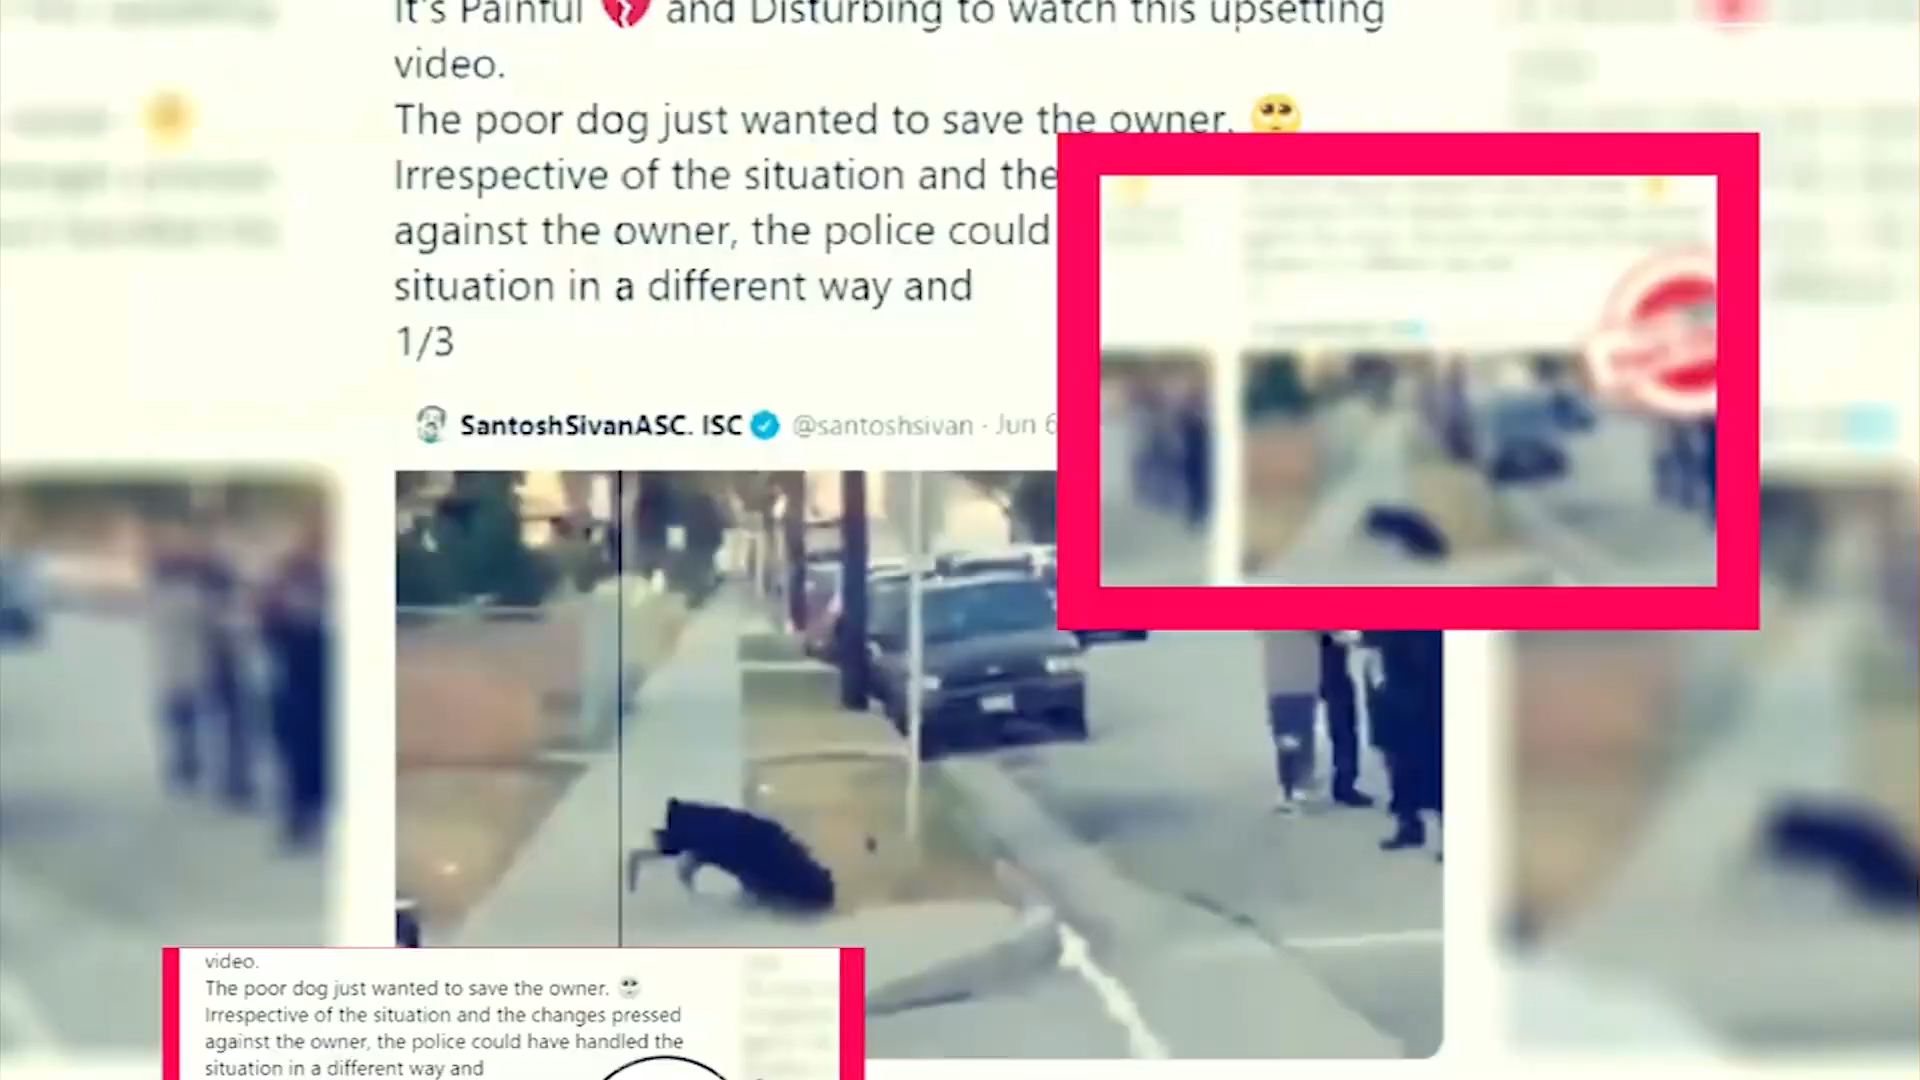 It's Painful 💔 and Disturbing to watch this upsetting
video.
The poor dog just wanted to save the owner. 🥺
Irrespective of the situation and the
against the owner, the police could
situation in a different way and
1/3
SantoshSivanASC. ISC @santoshsivan · Jun 6
video.
The poor dog just wanted to save the owner. 🥺
Irrespective of the situation and the changes pressed
against the owner, the police could have handled the
situation in a different way and